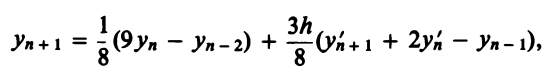 y_{n+1} = \frac{1}{8}(9y_n - y_{n-2}) + \frac{3h}{8}(y'_{n+1} + 2y'_n - y_{n-1}),